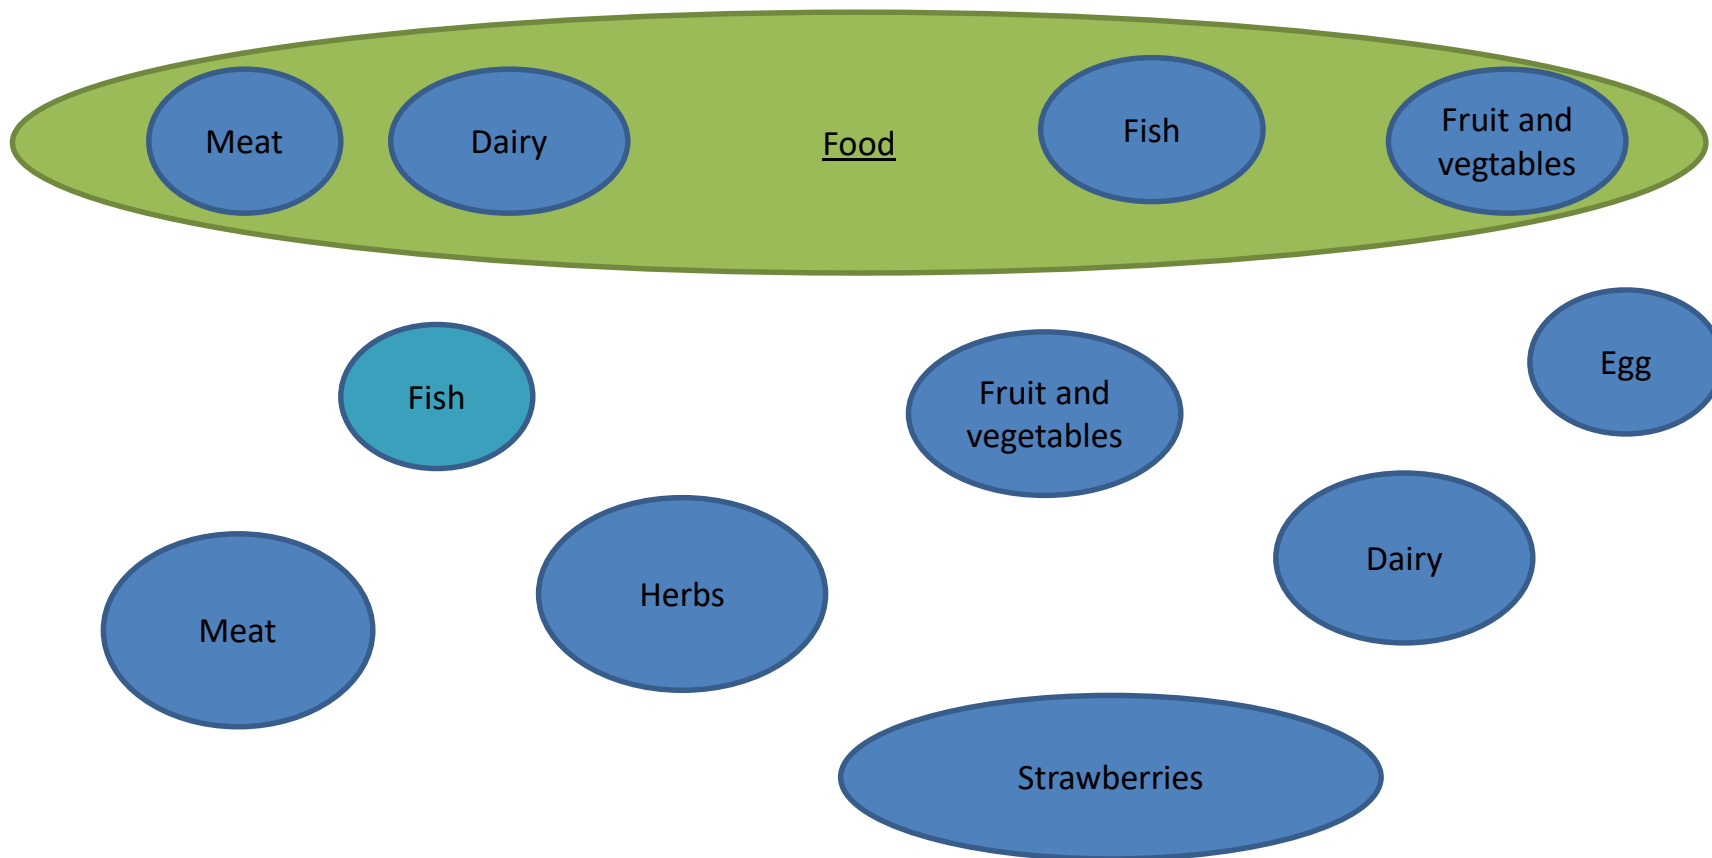 Meat
Dairy
Food
Fish
Fruit and
vegtables
Fish
Fruit and
vegetables
Egg
Meat
Herbs
Dairy
Strawberries